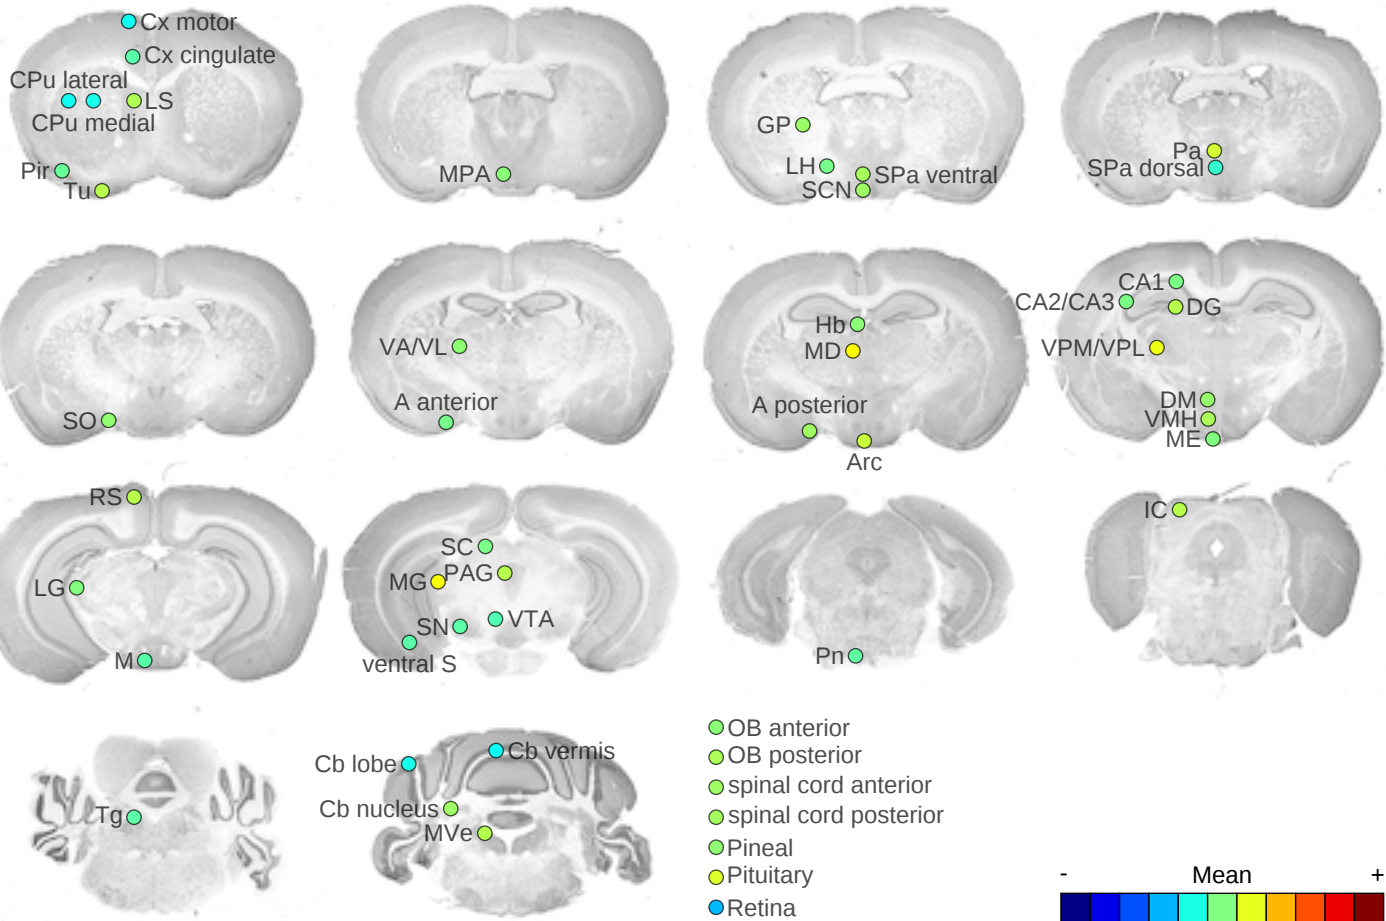 Cx motor
Cx cingulate
CPu lateral
LS
CPu medial
Pir
Tu
MPA
GP
LH
SPa ventral
SCN
Pa
SPa dorsal
SO
VA/VL
A anterior
Hb
MD
A posterior
Arc
CA1
CA2/CA3
DG
VPM/VPL
DM
VMH
ME
RS
LG
M
SC
MG
PAG
SN
VTA
ventral S
Pn
IC
Tg
Cb lobe
Cb vermis
Cb nucleus
MVe
OB anterior
OB posterior
spinal cord anterior
spinal cord posterior
Pineal
Pituitary
Retina
- Mean +